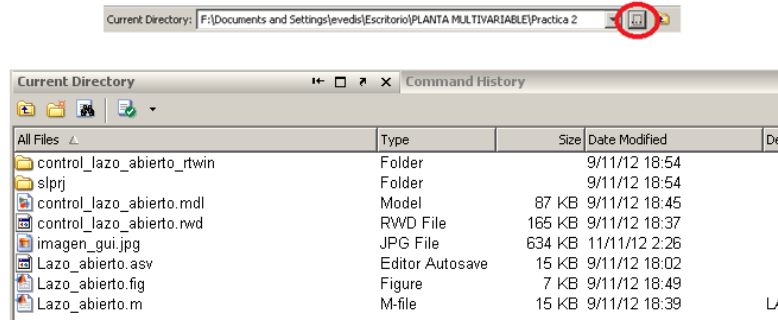 Current Directory: F:\Documents and Settings\evedis\Escritorio\PLANTA MULTIVARIABLE\Practica 2 ...
Current Directory Command History
All Files Type Size Date Modified De
control_lazo_abierto_rtwin Folder 9/11/12 18:54
slprj Folder 9/11/12 18:54
control_lazo_abierto.mdl Model 87 KB 9/11/12 18:45
control_lazo_abierto.rwd RWD File 165 KB 9/11/12 18:37
imagen_gui.jpg JPG File 634 KB 11/11/12 2:26
Lazo_abierto.asv Editor Autosave 15 KB 9/11/12 18:02
Lazo_abierto.fig Figure 7 KB 9/11/12 18:49
Lazo_abierto.m M-file 15 KB 9/11/12 18:39 LA